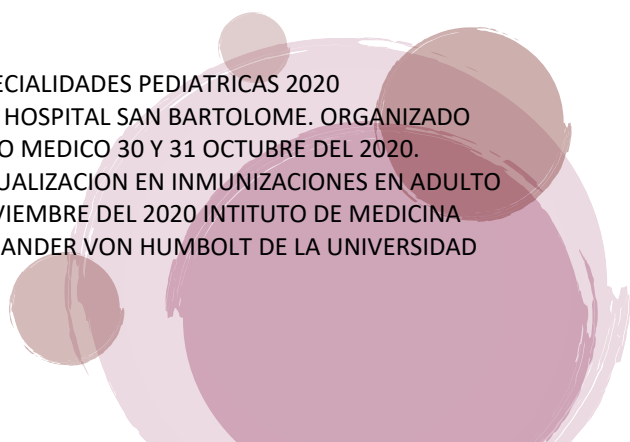 ECIALIDADES PEDIATRICAS 2020
HOSPITAL SAN BARTOLOME. ORGANIZADO
O MEDICO 30 Y 31 OCTUBRE DEL 2020.
UALIZACION EN INMUNIZACIONES EN ADULTO
VIEMBRE DEL 2020 INTITUTO DE MEDICINA
ANDER VON HUMBOLT DE LA UNIVERSIDAD